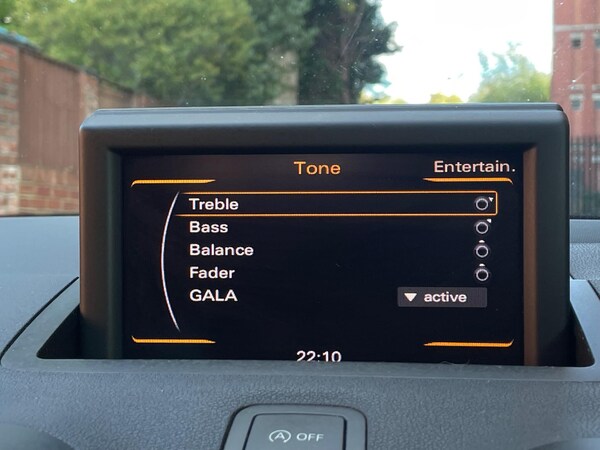 Tone
Entertain.
Treble
Bass
Balance
Fader
GALA
active
22:10
A OFF